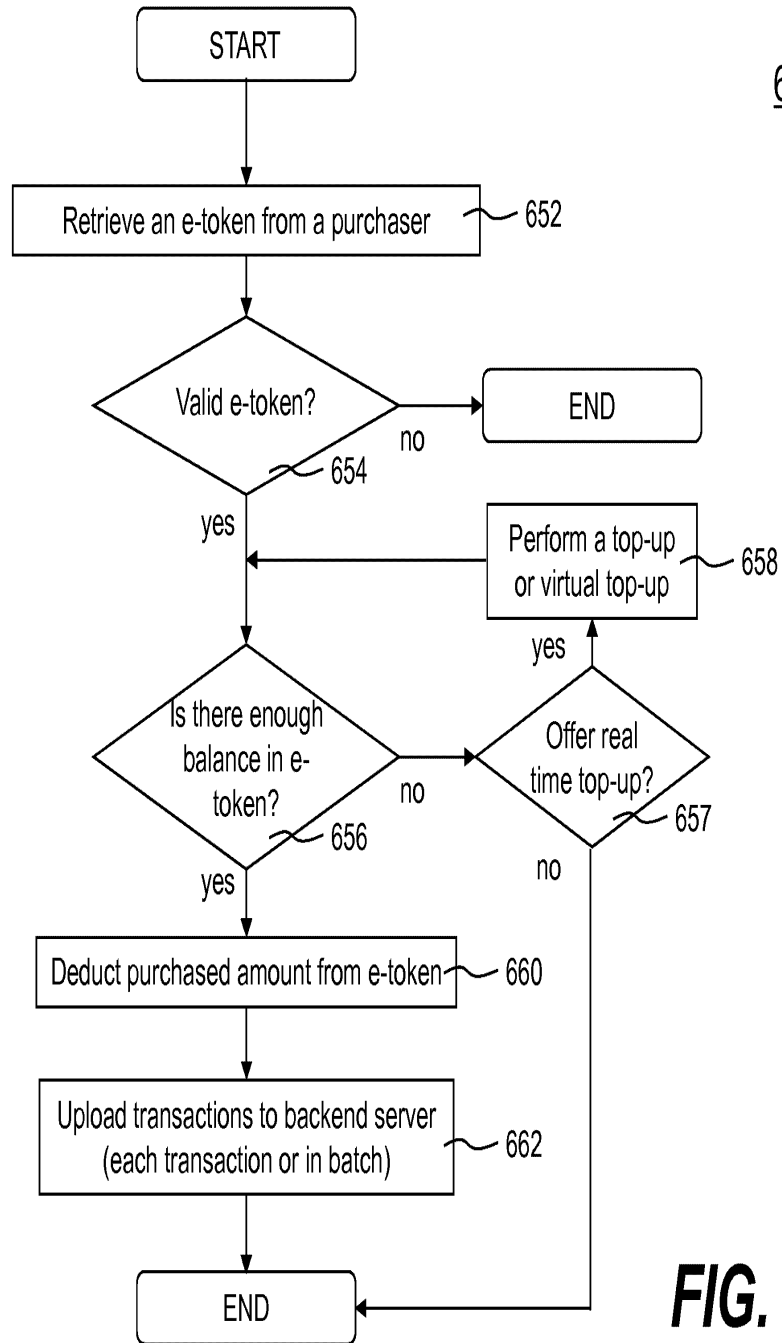 START
6
Retrieve an e-token from a purchaser
652
Valid e-token?
654
no
END
yes
Perform a top-up
or virtual top-up
658
yes
Is there enough
balance in e-
token?
656
no
Offer real
time top-up?
657
no
yes
Deduct purchased amount from e-token
660
Upload transactions to backend server
(each transaction or in batch)
662
END
FIG.